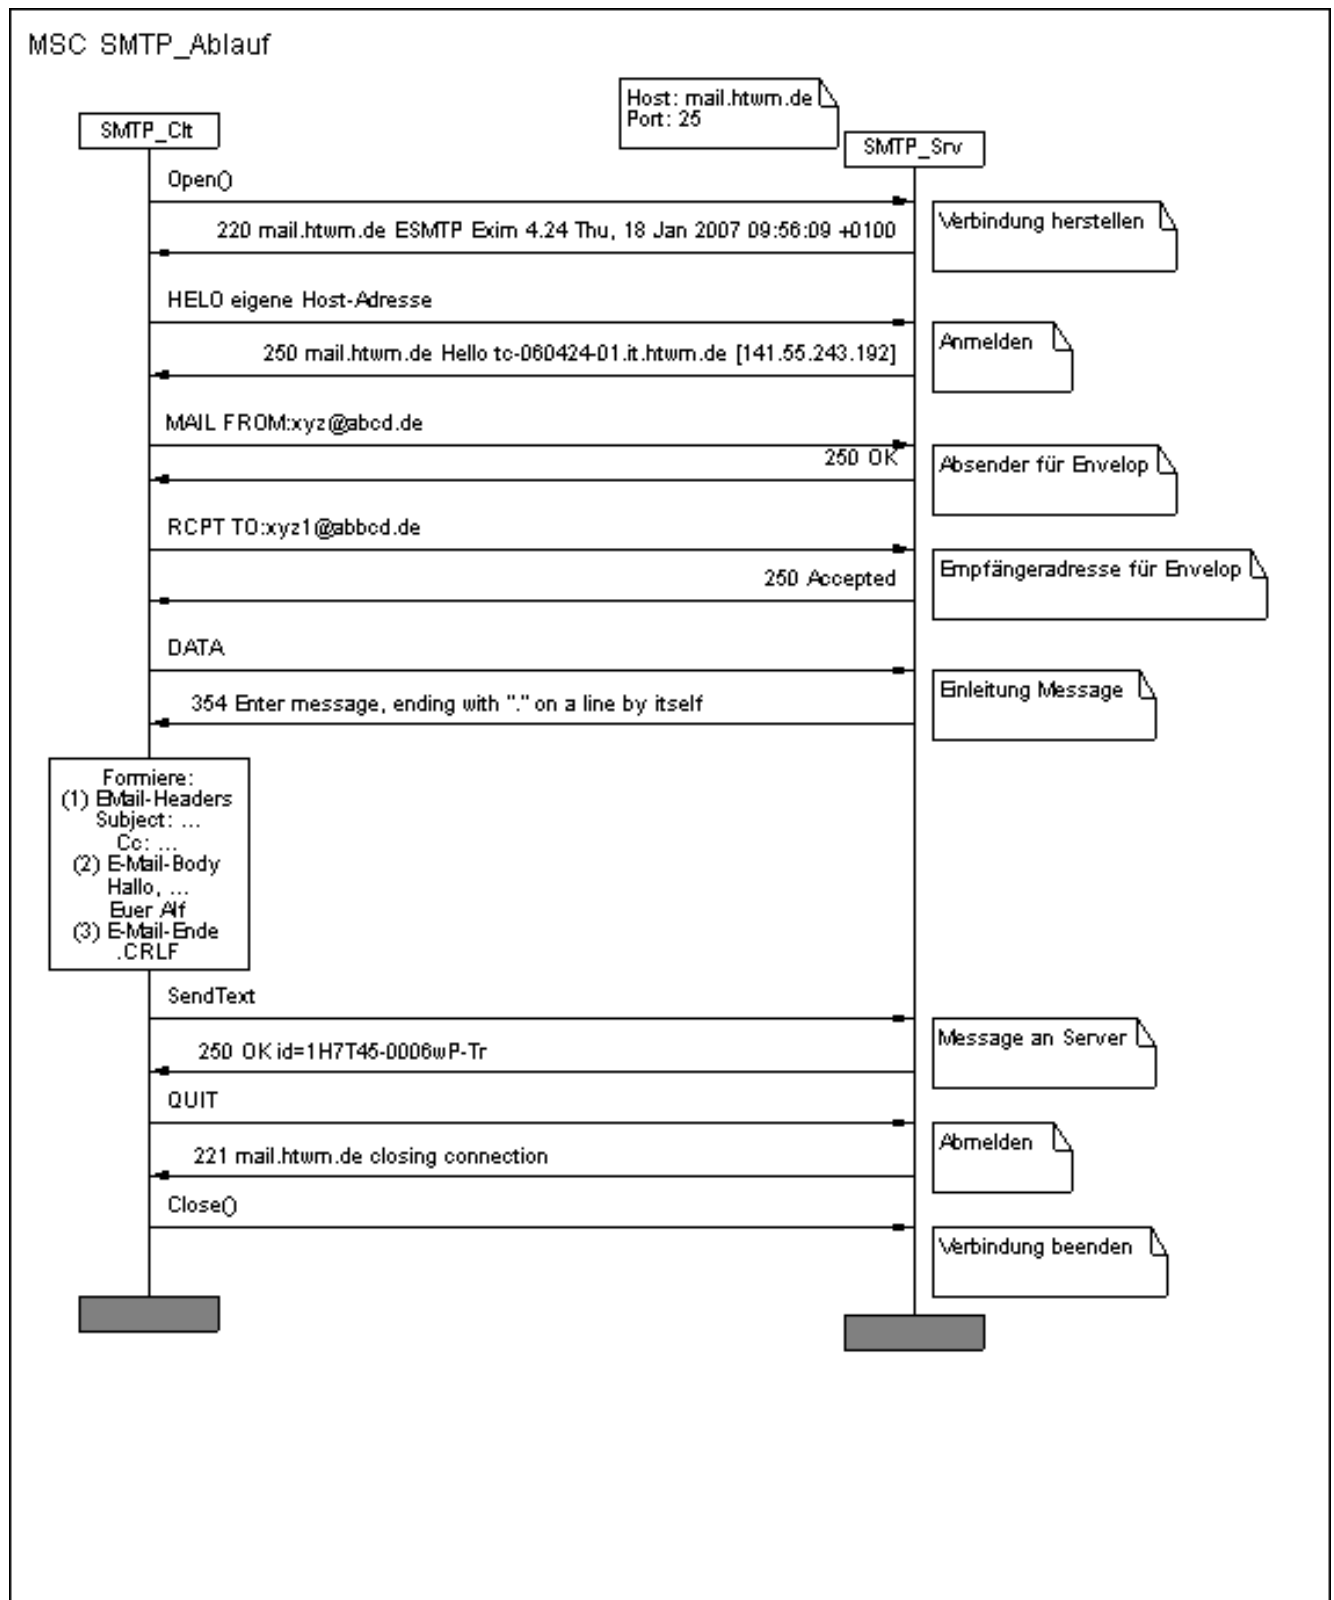 MSC SMTP_Ablauf
Host: mail.htwm.de
Port: 25
SMTP_Clt
SMTP_Srv
Open()
Verbindung herstellen
220 mail.htwm.de ESMTP Exim 4.24 Thu, 18 Jan 2007 09:56:09 +0100
HELO eigene Host-Adresse
Anmelden
250 mail.htwm.de Hello tc-060424-01.it.htwm.de [141.55.243.192]
MAIL FROM:xyz@abcd.de
250 OK
Absender für Envelop
RCPT TO:xyz1@abbcd.de
Empfängeradresse für Envelop
250 Accepted
DATA
Einleitung Message
354 Enter message, ending with "." on a line by itself
Formiere:
(1) EMail-Headers
Subject: ...
Cc: ...
(2) E-Mail-Body
Hallo, ...
Euer Alf
(3) E-Mail-Ende
.CRLF
SendText
Message an Server
250 OK id=1H7T45-0006wP-Tr
QUIT
Abmelden
221 mail.htwm.de closing connection
Close()
Verbindung beenden